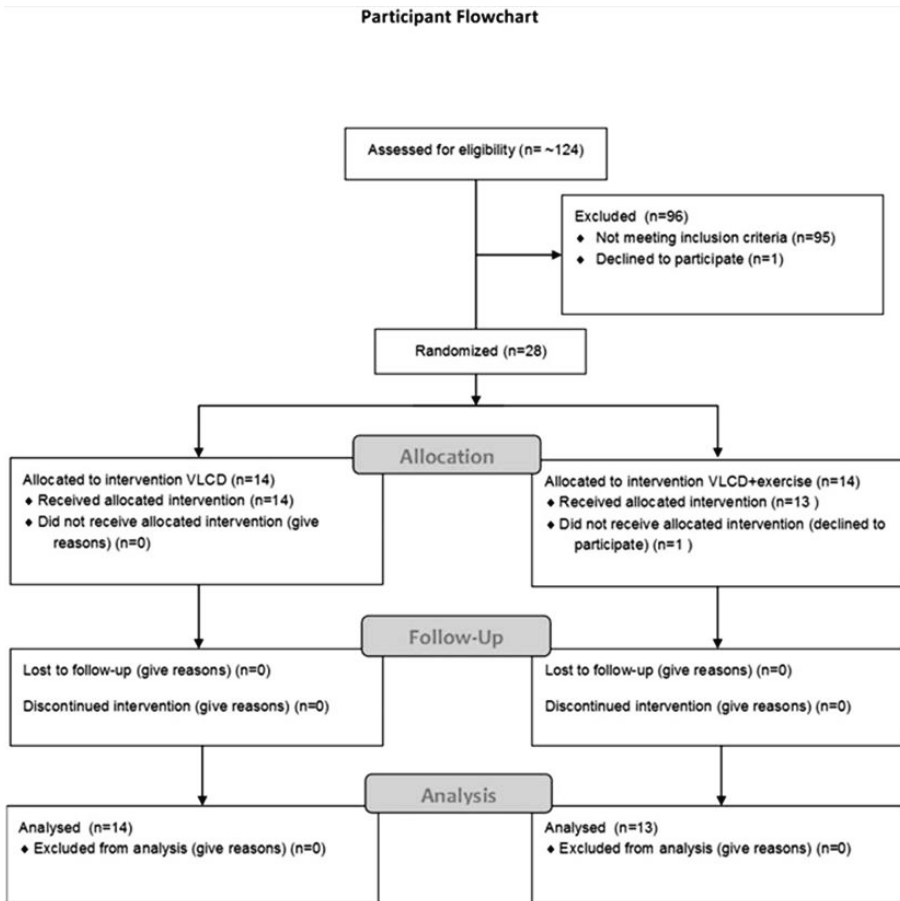 Participant Flowchart
Assessed for eligibility (n= ~124)
Excluded (n=96)
♦ Not meeting inclusion criteria (n=95)
♦ Declined to participate (n=1)
Randomized (n=28)
Allocation
Allocated to intervention VLCD (n=14)
♦ Received allocated intervention (n=14)
♦ Did not receive allocated intervention (give
reasons) (n=0)
Allocated to intervention VLCD+exercise (n=14)
♦ Received allocated intervention (n=13 )
♦ Did not receive allocated intervention (declined to
participate) (n=1 )
Follow-Up
Lost to follow-up (give reasons) (n=0)
Discontinued intervention (give reasons) (n=0)
Lost to follow-up (give reasons) (n=0)
Discontinued intervention (give reasons) (n=0)
Analysis
Analysed (n=14)
♦ Excluded from analysis (give reasons) (n=0)
Analysed (n=13)
♦ Excluded from analysis (give reasons) (n=0)